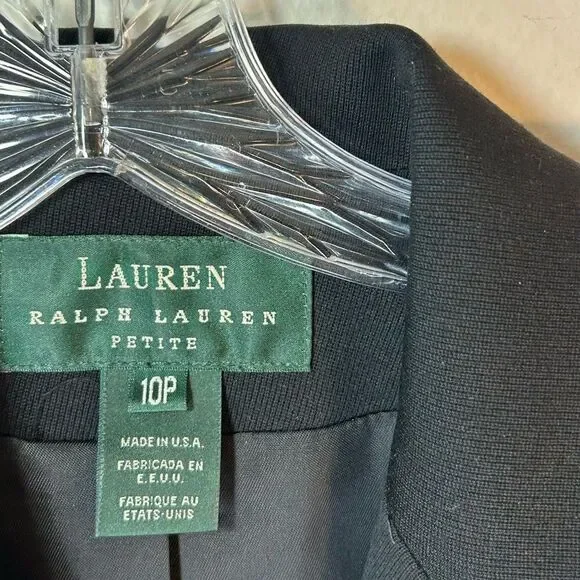 LAUREN
RALPH LAUREN
PETITE
10P
MADE IN U.S.A.
FABRICADA EN
E.E.U.U.
FABRIQUE AU
ETATS-UNIS